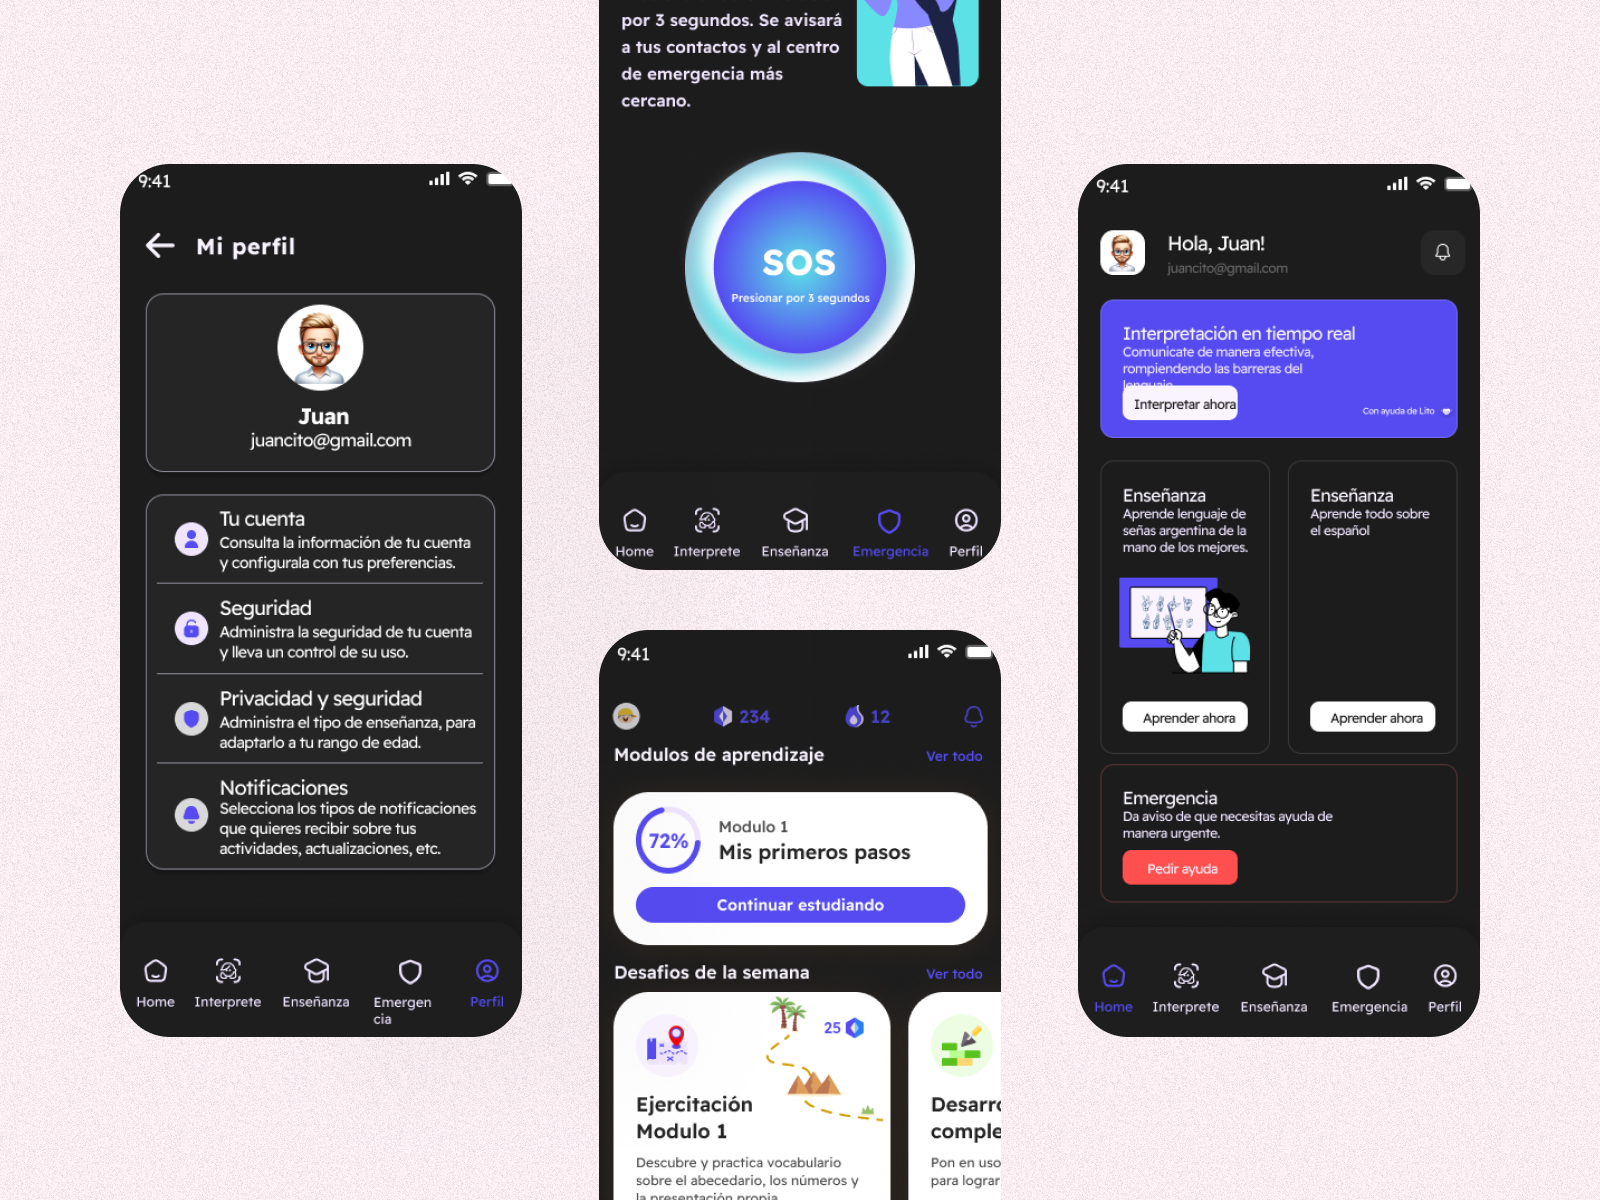 9:41
Mi perfil
Juan
juancito@gmail.com
Tu cuenta
Consulta la información de tu cuenta
y configurala con tus preferencias.
Seguridad
Administra la seguridad de tu cuenta
y lleva un control de su uso.
Privacidad y seguridad
Administra el tipo de enseñanza, para
adaptarlo a tu rango de edad.
Notificaciones
Selecciona los tipos de notificaciones
que quieres recibir sobre tus
actividades, actualizaciones, etc.
Home
Interprete
Enseñanza
Emergen
cia
Perfil
por 3 segundos. Se avisará
a tus contactos y al centro
de emergencia más
cercano.
SOS
Presionar por 3 segundos
Home
Interprete
Enseñanza
Emergencia
Perfil
9:41
234
12
Modulos de aprendizaje
Ver todo
72%
Modulo 1
Mis primeros pasos
Continuar estudiando
Desafios de la semana
Ver todo
25
Ejercitación
Modulo 1
Descubre y practica vocabulario
sobre el abecedario, los números y
la presentación propia
Desarro
comple
Pon en uso
para lograr
9:41
Hola, Juan!
juancito@gmail.com
Interpretación en tiempo real
Comunicate de manera efectiva,
rompiendo las barreras del
lenguaje
Interpretar ahora
Con ayuda de Lito
Enseñanza
Aprende lenguaje de
señas argentina de la
mano de los mejores.
Aprender ahora
Enseñanza
Aprende todo sobre
el español
Aprender ahora
Emergencia
Da aviso de que necesitas ayuda de
manera urgente.
Pedir ayuda
Home
Interprete
Enseñanza
Emergencia
Perfil